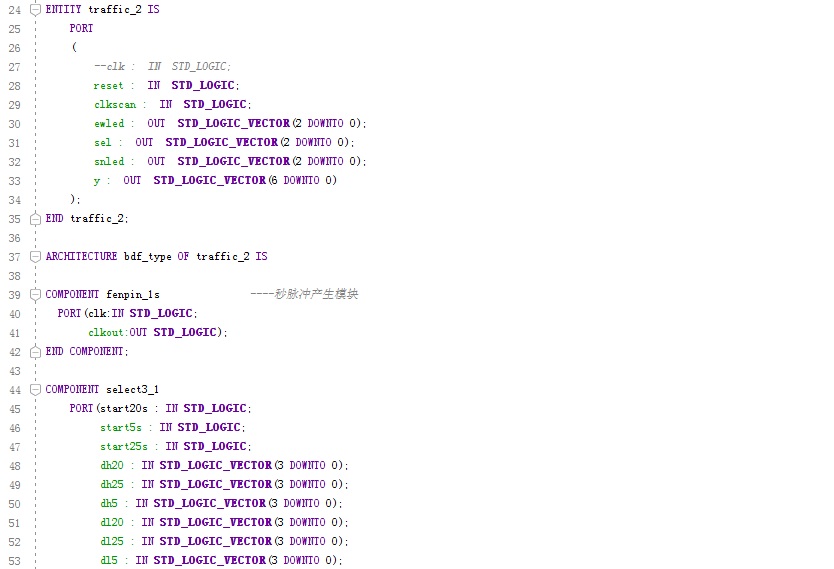 24 ENTITY traffic_2 IS
25 PORT
26 (
27 --clk : IN STD_LOGIC;
28 reset : IN STD_LOGIC;
29 clkscan : IN STD_LOGIC;
30 ewled : OUT STD_LOGIC_VECTOR(2 DOWNTO 0);
31 sel : OUT STD_LOGIC_VECTOR(2 DOWNTO 0);
32 snled : OUT STD_LOGIC_VECTOR(2 DOWNTO 0);
33 y : OUT STD_LOGIC_VECTOR(6 DOWNTO 0)
34 );
35 END traffic_2;
36
37 ARCHITECTURE bdf_type OF traffic_2 IS
38
39 COMPONENT fenpin_1s ----秒脉冲产生模块
40 PORT(clk:IN STD_LOGIC;
41 clkout:OUT STD_LOGIC);
42 END COMPONENT;
43
44 COMPONENT select3_1
45 PORT(start20s : IN STD_LOGIC;
46 start5s : IN STD_LOGIC;
47 start25s : IN STD_LOGIC;
48 dh20 : IN STD_LOGIC_VECTOR(3 DOWNTO 0);
49 dh25 : IN STD_LOGIC_VECTOR(3 DOWNTO 0);
50 dh5 : IN STD_LOGIC_VECTOR(3 DOWNTO 0);
51 dl20 : IN STD_LOGIC_VECTOR(3 DOWNTO 0);
52 dl25 : IN STD_LOGIC_VECTOR(3 DOWNTO 0);
53 dl5 : IN STD_LOGIC_VECTOR(3 DOWNTO 0);